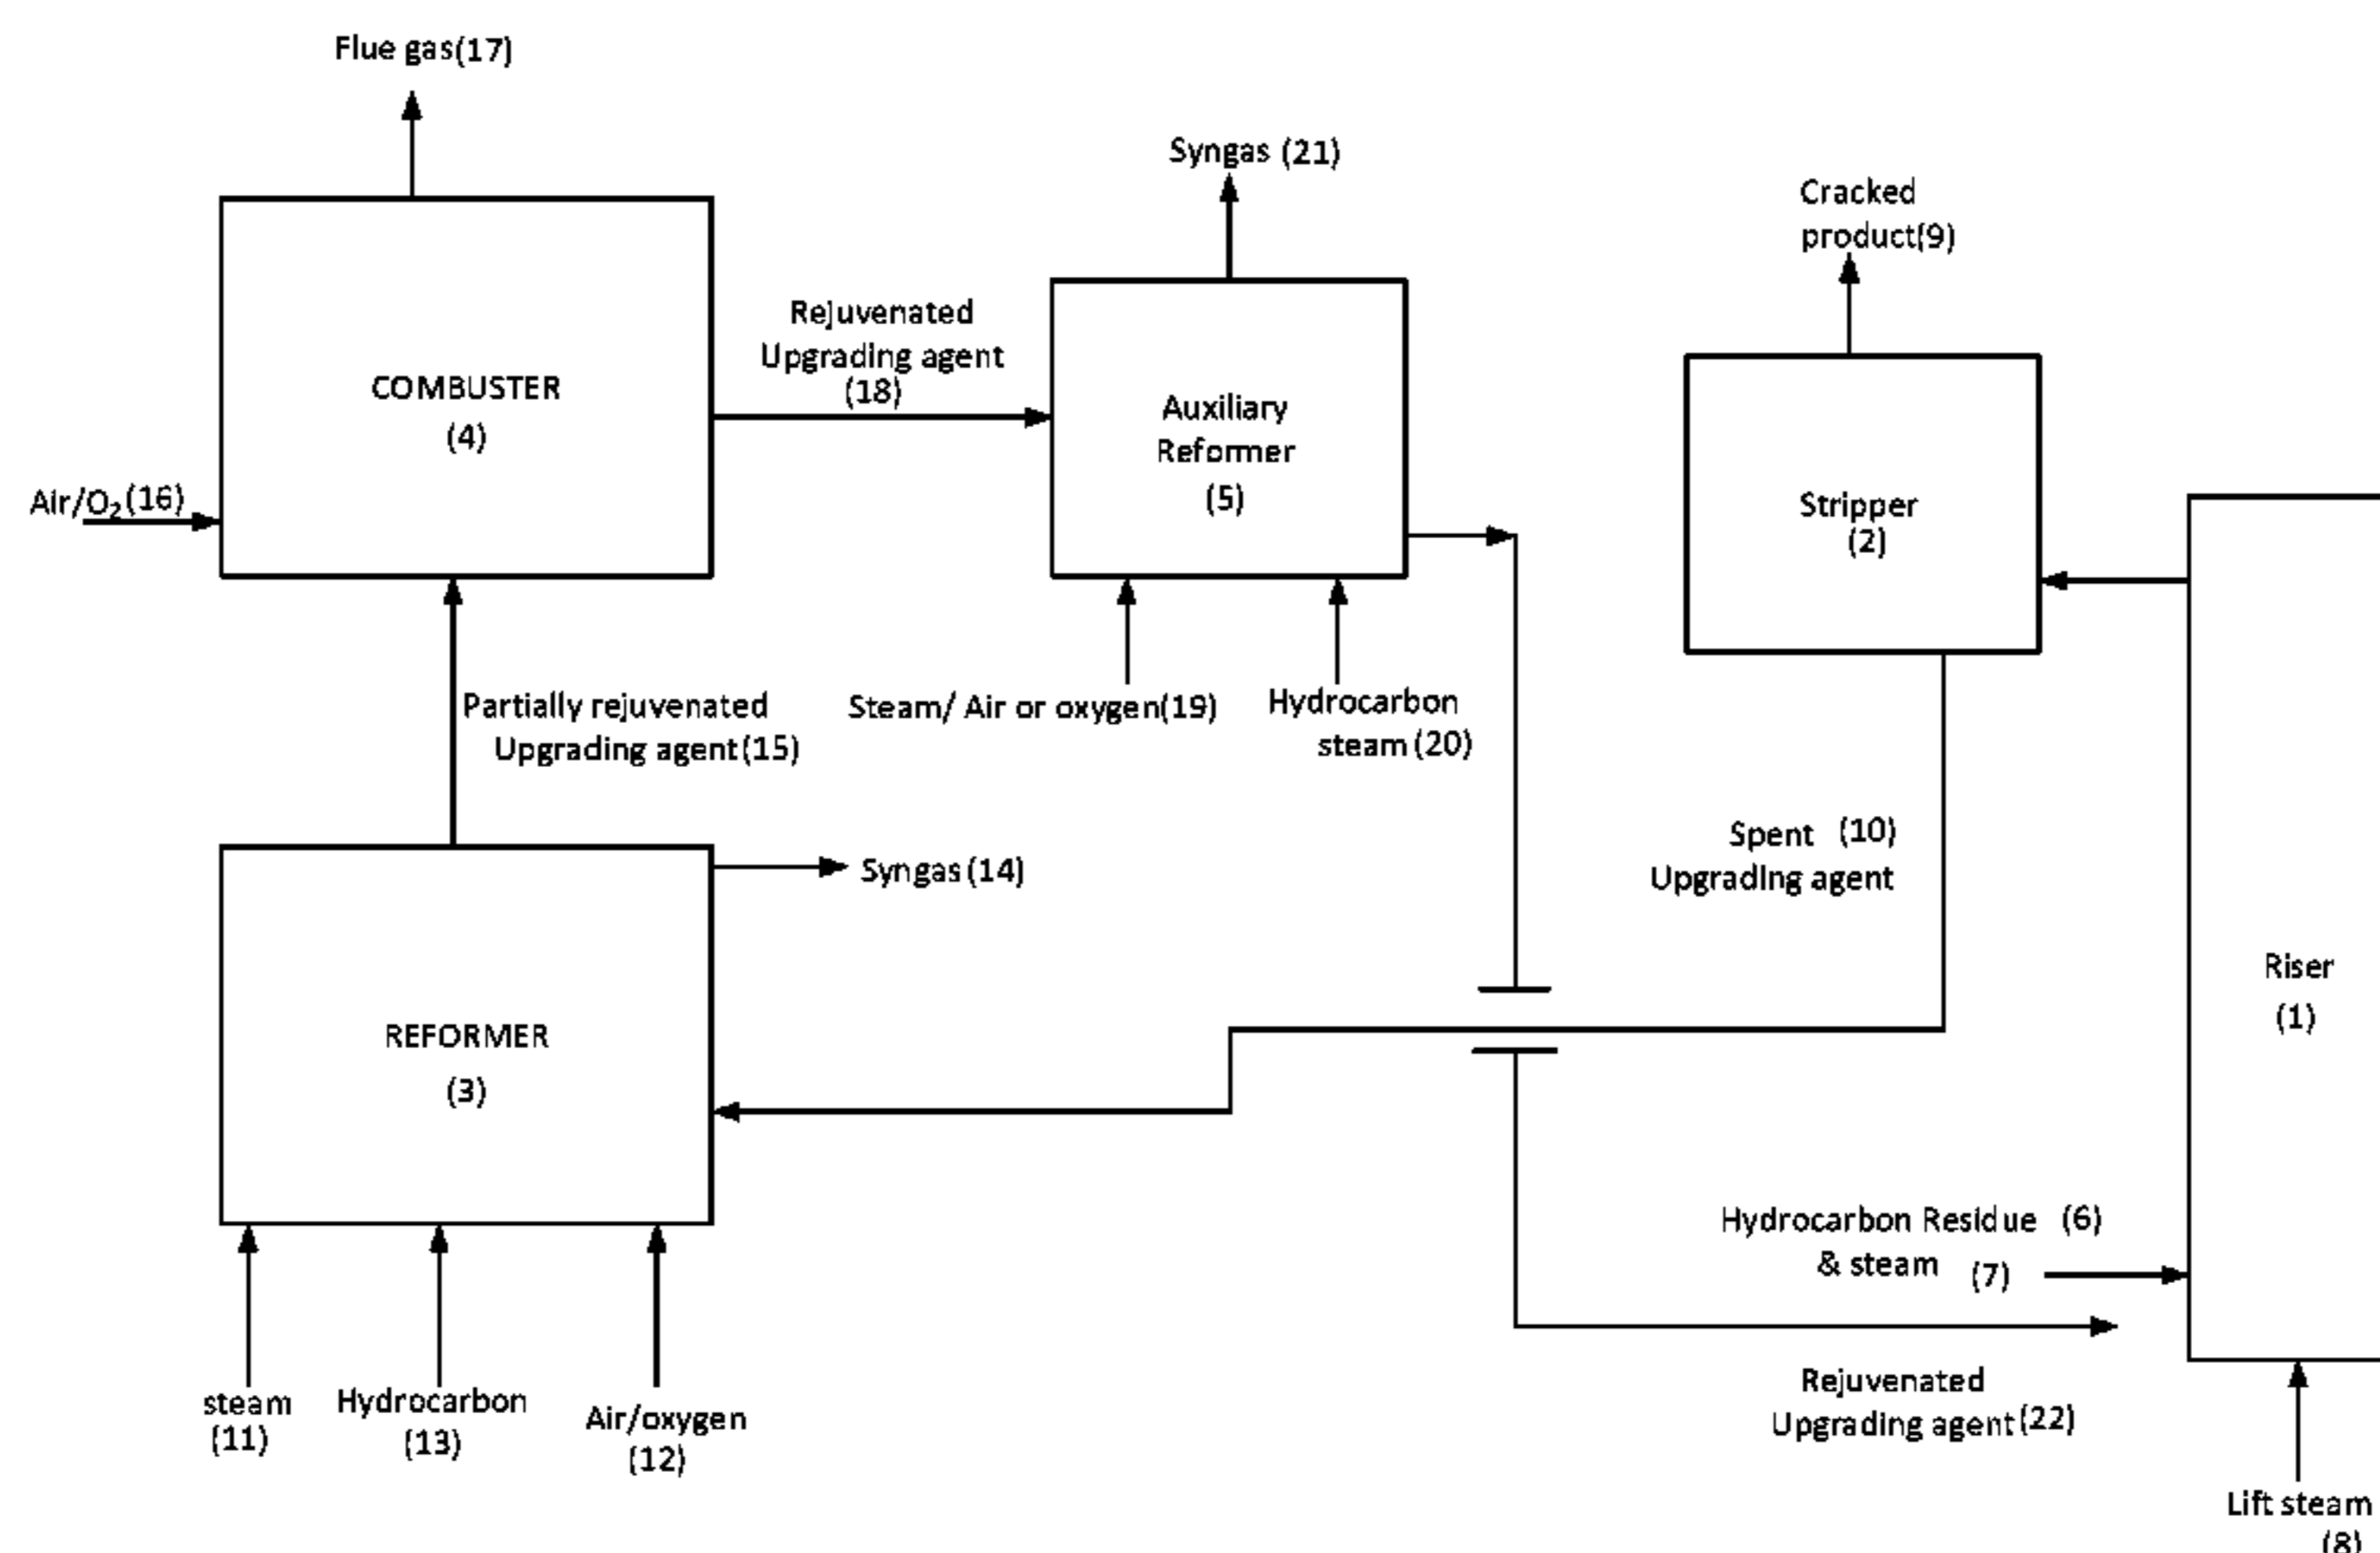 Flue gas(17)
Syngas (21)
Cracked
product(9)
Rejuvenated
Upgrading agent
(18)
COMBUSTER
(4)
Auxiliary
Reformer
(5)
Air/O₂(16)
Stripper
(2)
Partially rejuvenated
Upgrading agent(15)
Steam/ Air or oxygen(19)
Hydrocarbon
steam(20)
Syngas(14)
Spent (10)
Upgrading agent
Riser
(1)
REFORMER
(3)
Hydrocarbon Residue (6)
& steam (7)
steam
(11)
Hydrocarbon
(13)
Air/oxygen
(12)
Rejuvenated
Upgrading agent(22)
Lift steam
(8)